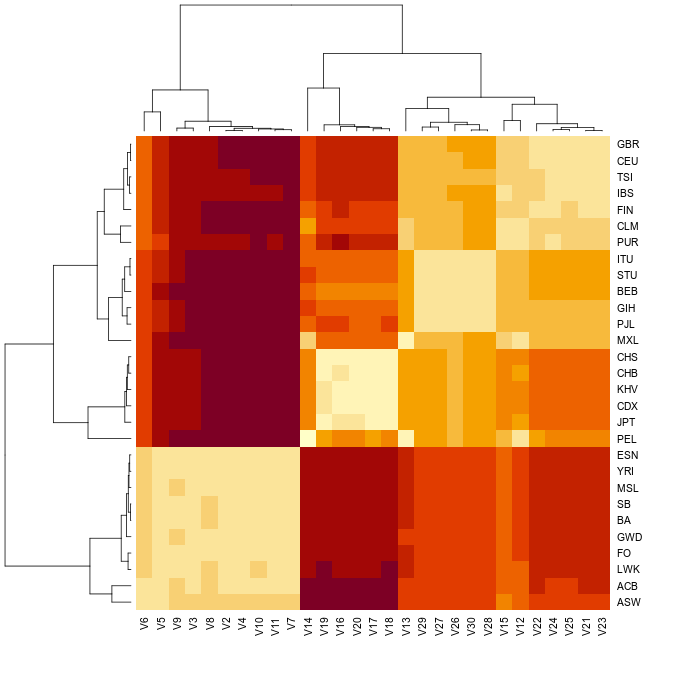 GBR
CEU
TSI
IBS
FIN
CLM
PUR
ITU
STU
BEB
GIH
PJL
MXL
CHS
CHB
KHV
CDX
JPT
PEL
ESN
YRI
MSL
SB
BA
GWD
FO
LWK
ACB
ASW
V6 V5 V9 V3 V8 V2 V4 V10 V11 V7 V14 V19 V16 V20 V17 V18 V13 V29 V27 V26 V30 V28 V15 V12 V22 V24 V25 V21 V23